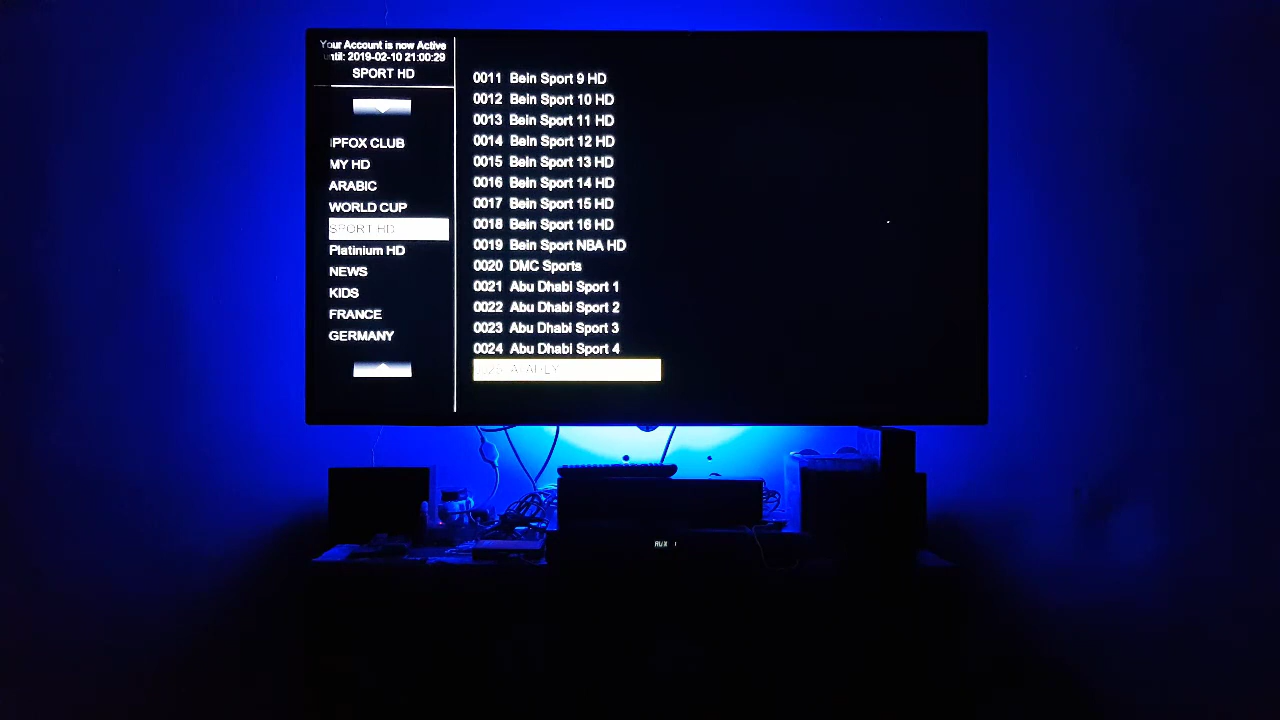 Your Account is now Active
until: 2019-02-10 21:00:29
SPORT HD
IPFOX CLUB
MY HD
ARABIC
WORLD CUP
SPORT HD
Platinium HD
NEWS
KIDS
FRANCE
GERMANY
0011 Bein Sport 9 HD
0012 Bein Sport 10 HD
0013 Bein Sport 11 HD
0014 Bein Sport 12 HD
0015 Bein Sport 13 HD
0016 Bein Sport 14 HD
0017 Bein Sport 15 HD
0018 Bein Sport 16 HD
0019 Bein Sport NBA HD
0020 DMC Sports
0021 Abu Dhabi Sport 1
0022 Abu Dhabi Sport 2
0023 Abu Dhabi Sport 3
0024 Abu Dhabi Sport 4
0025
AUX